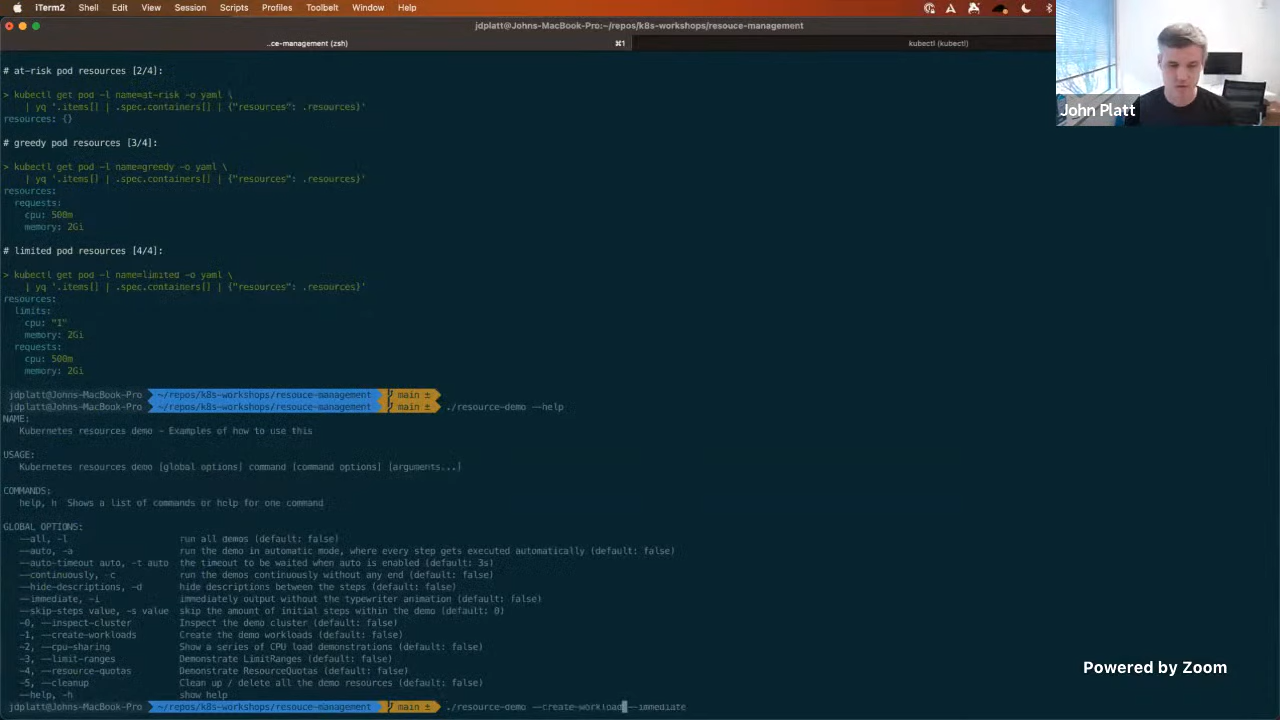 iTerm2 Shell Edit View Session Scripts Profiles Toolbelt Window Help
jdplatt@Johns-MacBook-Pro:~/repos/k8s-workshops/resouce-management
..ce-management (zsh) ⌘1 kubectl (kubectl)
# at-risk pod resources [2/4]:
> kubectl get pod -l name=at-risk -o yaml \
| yq '.items[] | .spec.containers[] | {"resources": .resources}'
resources: {}
# greedy pod resources [3/4]:
> kubectl get pod -l name=greedy -o yaml \
| yq '.items[] | .spec.containers[] | {"resources": .resources}'
resources:
requests:
cpu: 500m
memory: 2Gi
# limited pod resources [4/4]:
> kubectl get pod -l name=limited -o yaml \
| yq '.items[] | .spec.containers[] | {"resources": .resources}'
resources:
limits:
cpu: "1"
memory: 2Gi
requests:
cpu: 500m
memory: 2Gi
jdplatt@Johns-MacBook-Pro ~/repos/k8s-workshops/resouce-management main ±
jdplatt@Johns-MacBook-Pro ~/repos/k8s-workshops/resouce-management main ± ./resource-demo --help
NAME:
Kubernetes resources demo - Examples of how to use this
USAGE:
Kubernetes resources demo [global options] command [command options] [arguments...]
COMMANDS:
help, h Shows a list of commands or help for one command
GLOBAL OPTIONS:
--all, -l run all demos (default: false)
--auto, -a run the demo in automatic mode, where every step gets executed automatically (default: false)
--auto-timeout auto, -t auto the timeout to be waited when auto is enabled (default: 3s)
--continuously, -c run the demos continuously without any end (default: false)
--hide-descriptions, -d hide descriptions between the steps (default: false)
--immediate, -i immediately output without the typewriter animation (default: false)
--skip-steps value, -s value skip the amount of initial steps within the demo (default: 0)
-0, --inspect-cluster Inspect the demo cluster (default: false)
-1, --create-workloads Create the demo workloads (default: false)
-2, --cpu-sharing Show a series of CPU load demonstrations (default: false)
-3, --limit-ranges Demonstrate LimitRanges (default: false)
-4, --resource-quotas Demonstrate ResourceQuotas (default: false)
-5, --cleanup Clean up / delete all the demo resources (default: false)
--help, -h show help
jdplatt@Johns-MacBook-Pro ~/repos/k8s-workshops/resouce-management main ± ./resource-demo --create-workload --immediate
John Platt
Powered by Zoom